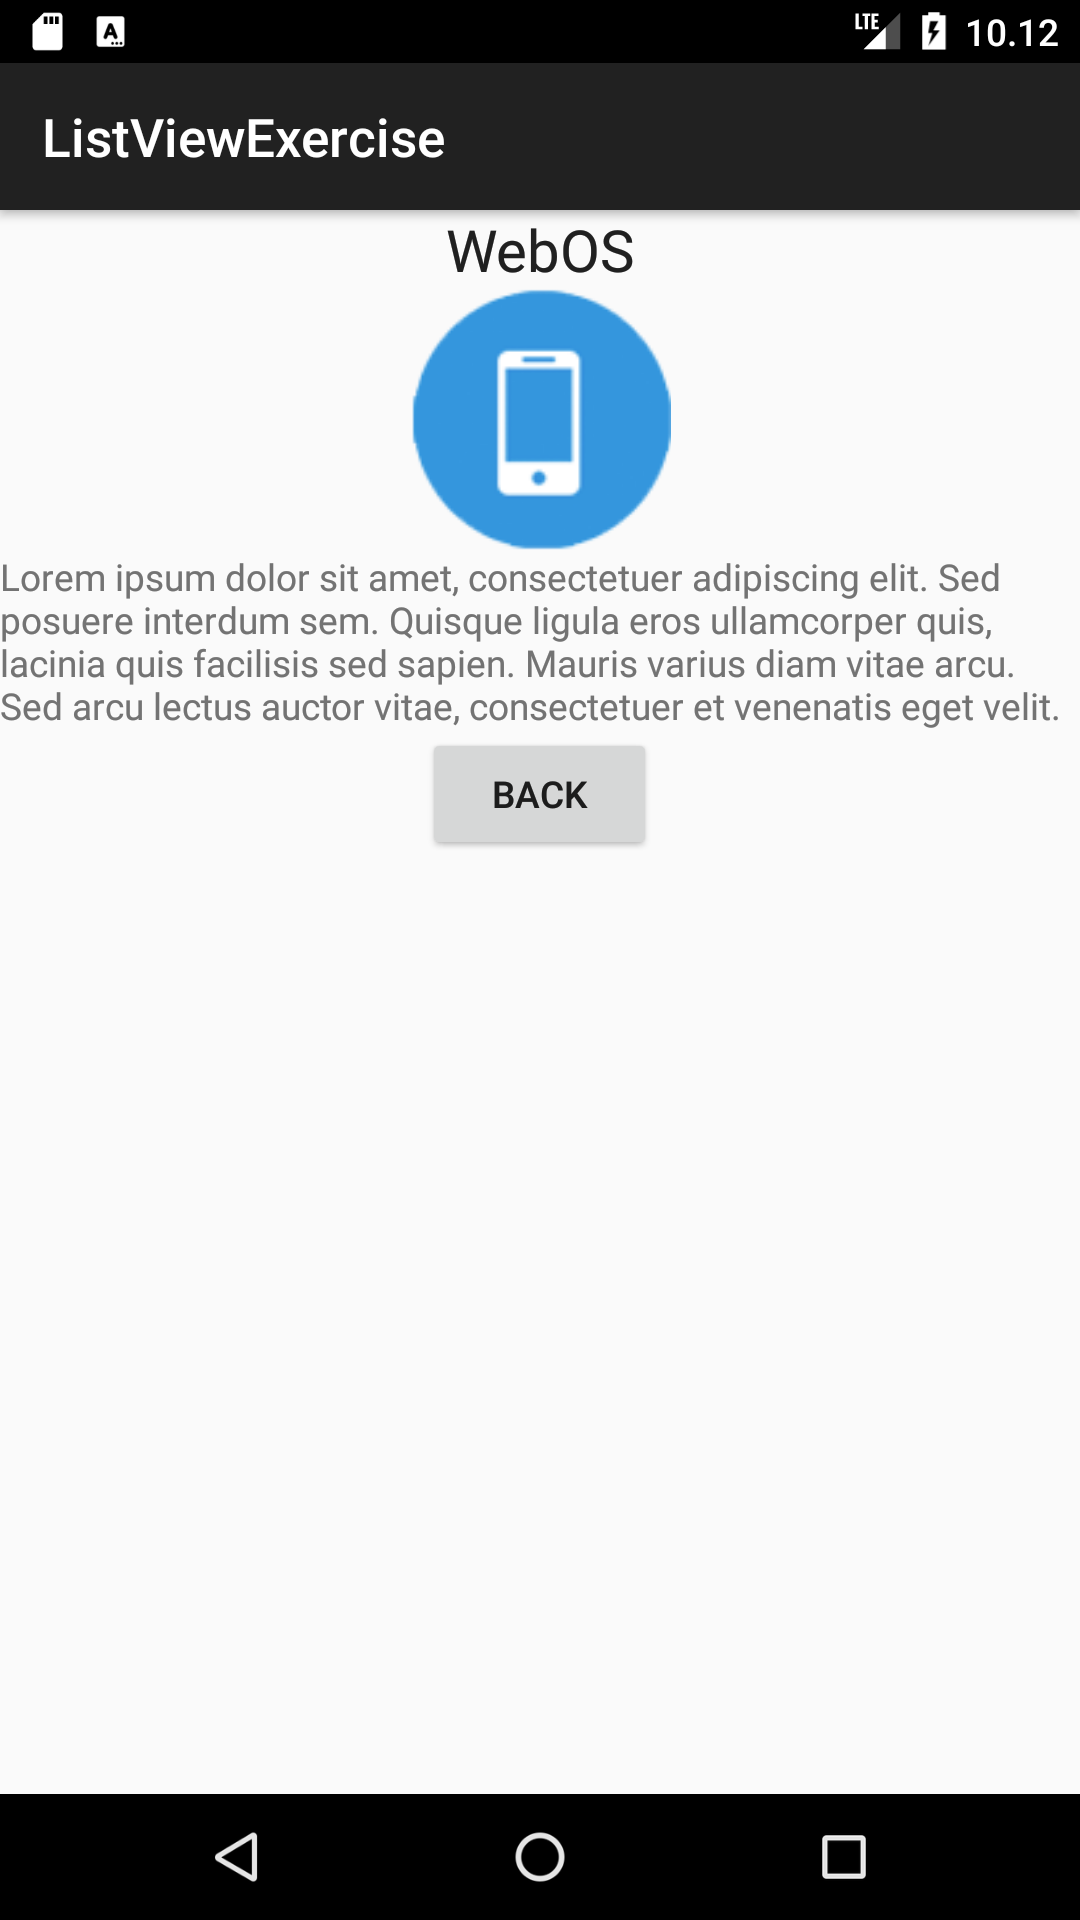 LTE 10.12
ListViewExercise
WebOS
Lorem ipsum dolor sit amet, consectetuer adipiscing elit. Sed
posuere interdum sem. Quisque ligula eros ullamcorper quis,
lacinia quis facilisis sed sapien. Mauris varius diam vitae arcu.
Sed arcu lectus auctor vitae, consectetuer et venenatis eget velit.
BACK